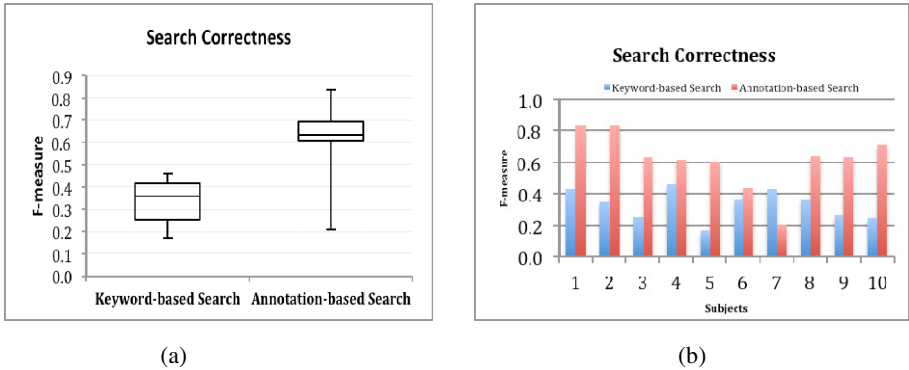 Search Correctness
0.9
0.8
0.7
0.6
0.5
0.4
0.3
0.2
0.1
0.0
F-measure
Keyword-based Search Annotation-based Search
(a)
Search Correctness
Keyword-based Search Annotation-based Search
1.0
0.8
0.6
0.4
0.2
0.0
F-measure
1 2 3 4 5 6 7 8 9 10
Subjects
(b)